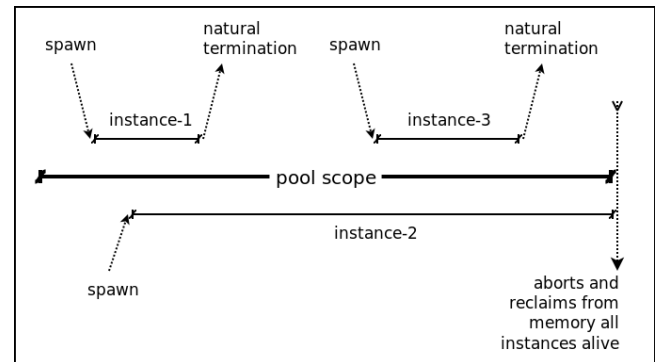 spawn
natural
termination
spawn
natural
termination
instance-1
instance-3
pool scope
instance-2
spawn
aborts and
reclaims from
memory all
instances alive